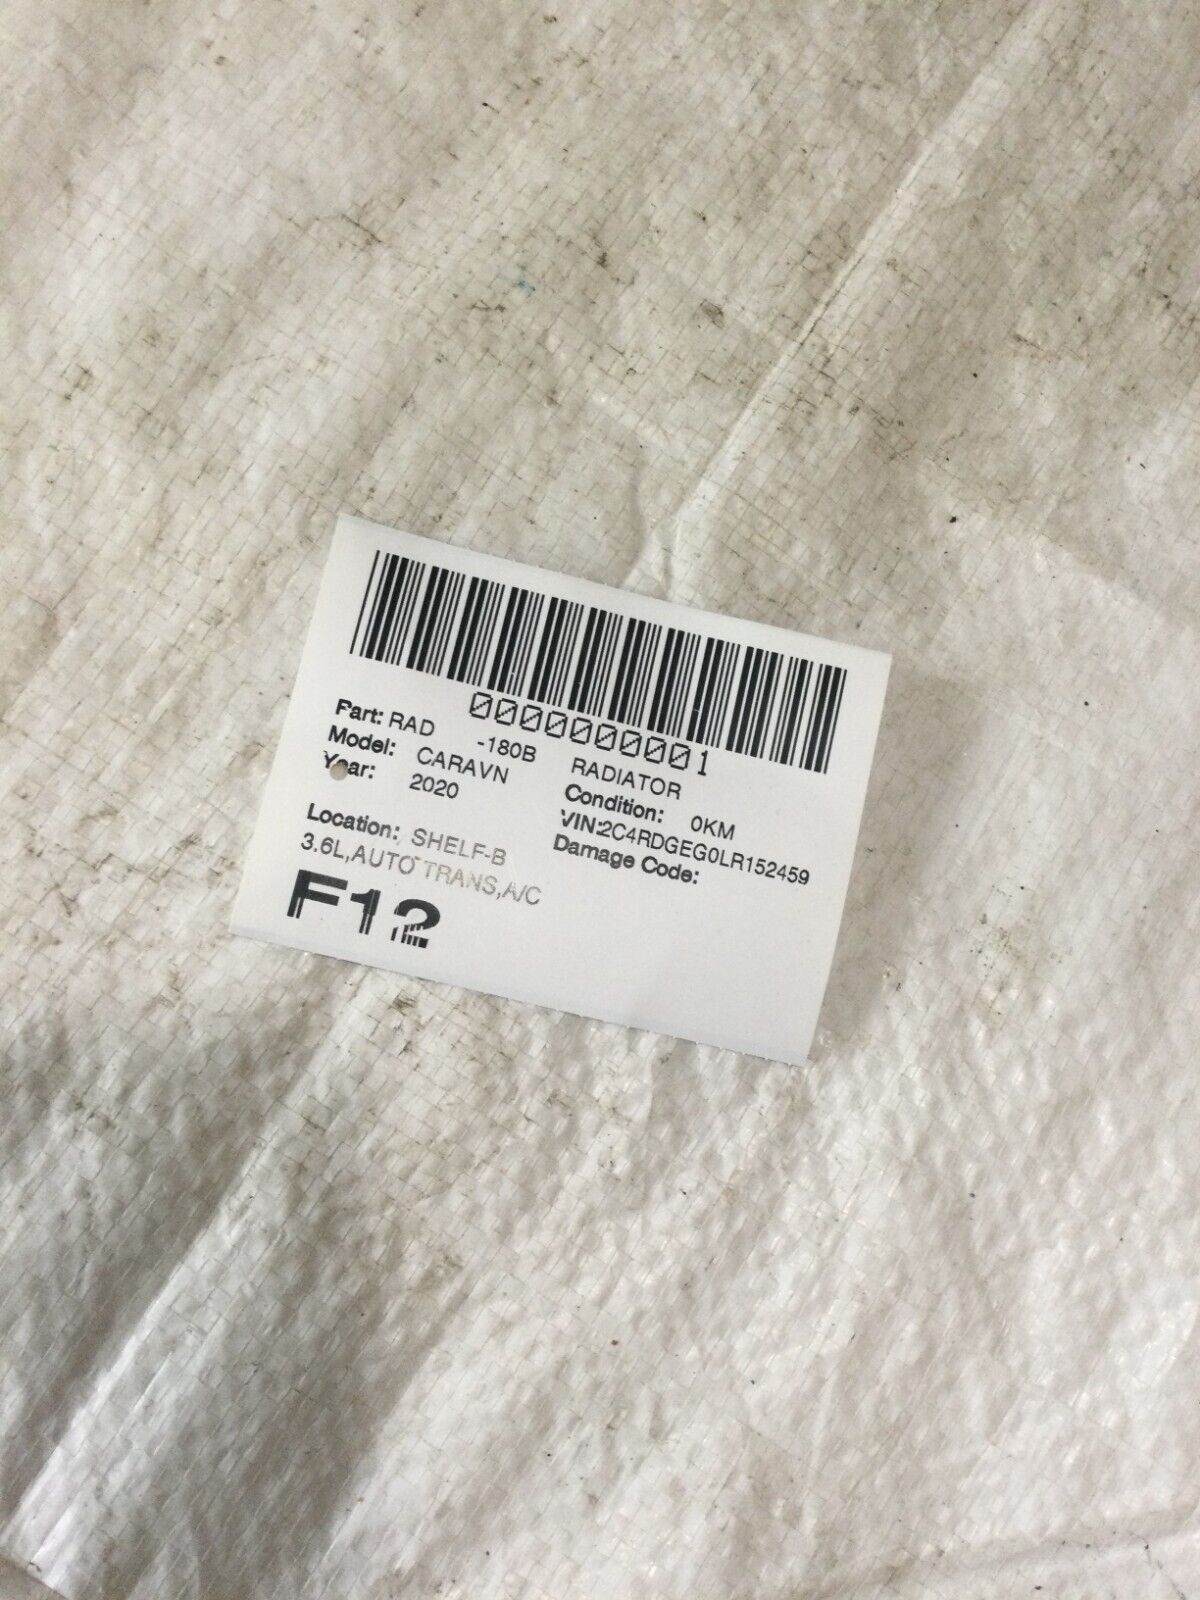 0000000001
Part: RAD -180B RADIATOR
Model: CARAVN Condition: 0KM
Year: 2020 VIN:2C4RDGEG0LR152459
Damage Code:
Location: SHELF-B
3.6L,AUTO TRANS,A/C
F12